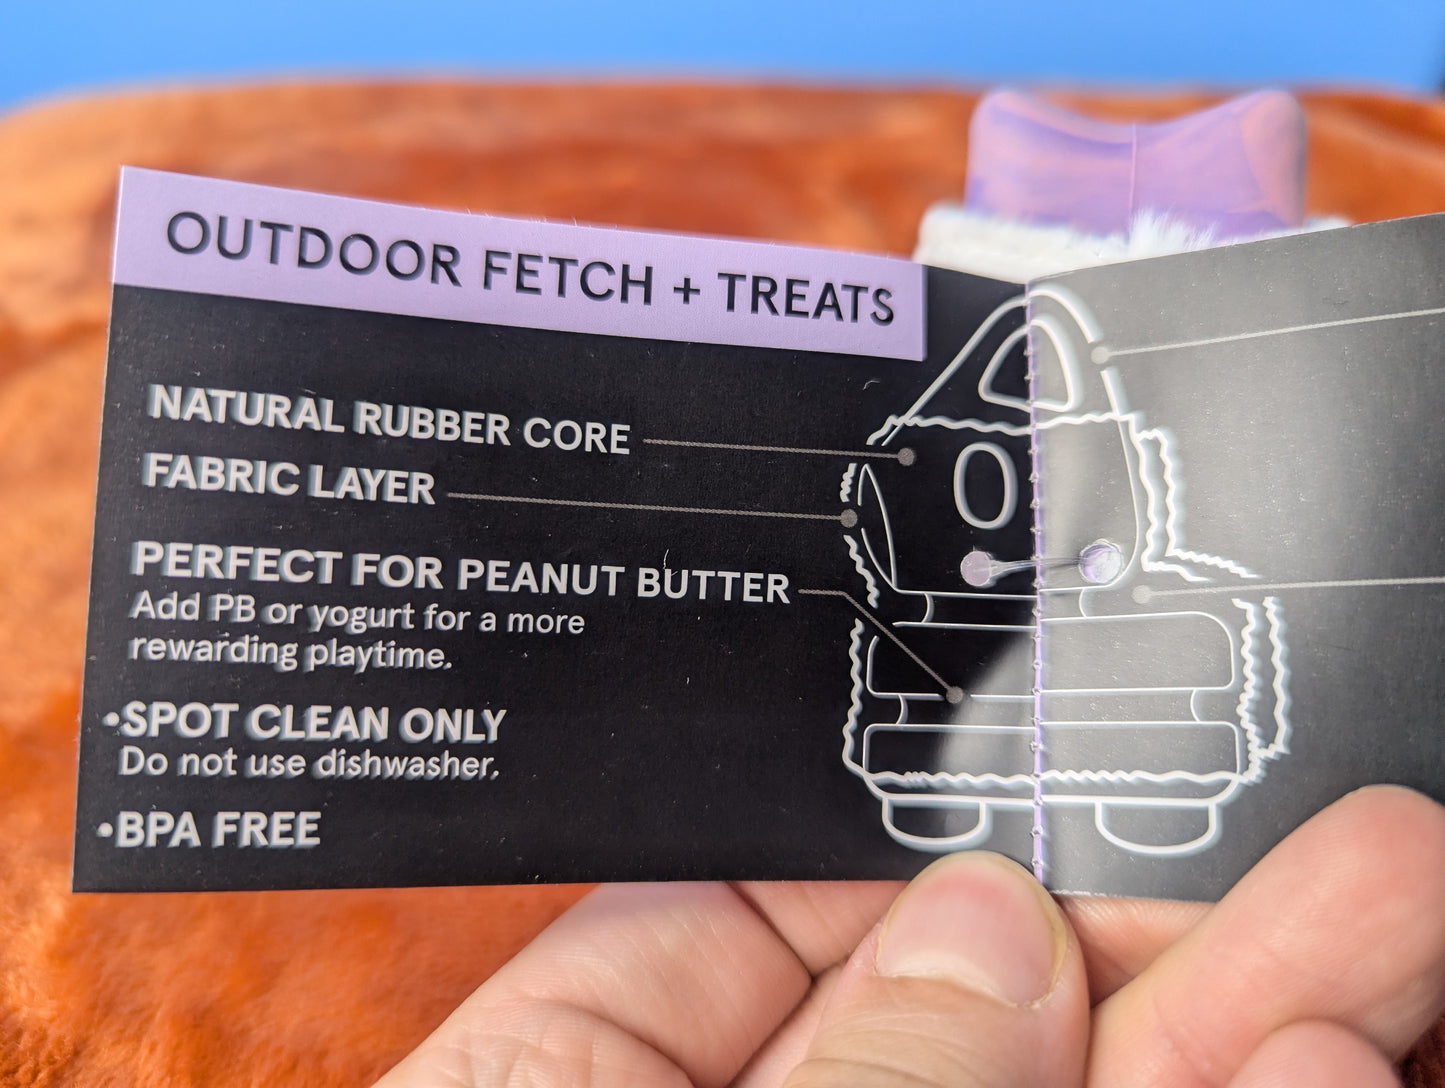 OUTDOOR FETCH + TREATS
NATURAL RUBBER CORE
FABRIC LAYER
PERFECT FOR PEANUT BUTTER
Add PB or yogurt for a more
rewarding playtime.
•SPOT CLEAN ONLY
Do not use dishwasher.
•BPA FREE